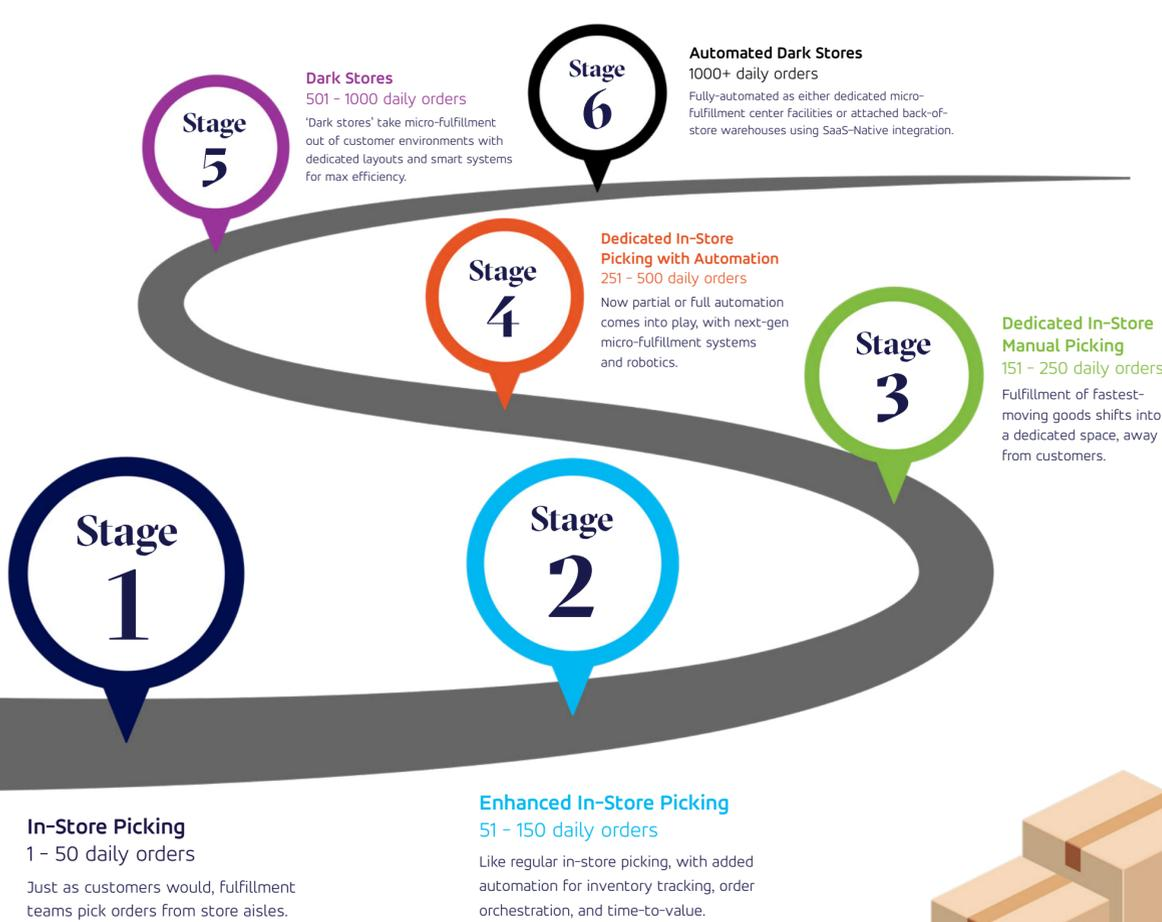 Stage
1
In-Store Picking
1 - 50 daily orders
Just as customers would, fulfillment
teams pick orders from store aisles.
Stage
2
Enhanced In-Store Picking
51 - 150 daily orders
Like regular in-store picking, with added
automation for inventory tracking, order
orchestration, and time-to-value.
Stage
3
Dedicated In-Store
Manual Picking
151 - 250 daily orders
Fulfillment of fastest-
moving goods shifts into
a dedicated space, away
from customers.
Stage
4
Dedicated In-Store
Picking with Automation
251 - 500 daily orders
Now partial or full automation
comes into play, with next-gen
micro-fulfillment systems
and robotics.
Stage
5
Dark Stores
501 - 1000 daily orders
'Dark stores' take micro-fulfillment
out of customer environments with
dedicated layouts and smart systems
for max efficiency.
Stage
6
Automated Dark Stores
1000+ daily orders
Fully-automated as either dedicated micro-
fulfillment center facilities or attached back-of-
store warehouses using SaaS-Native integration.